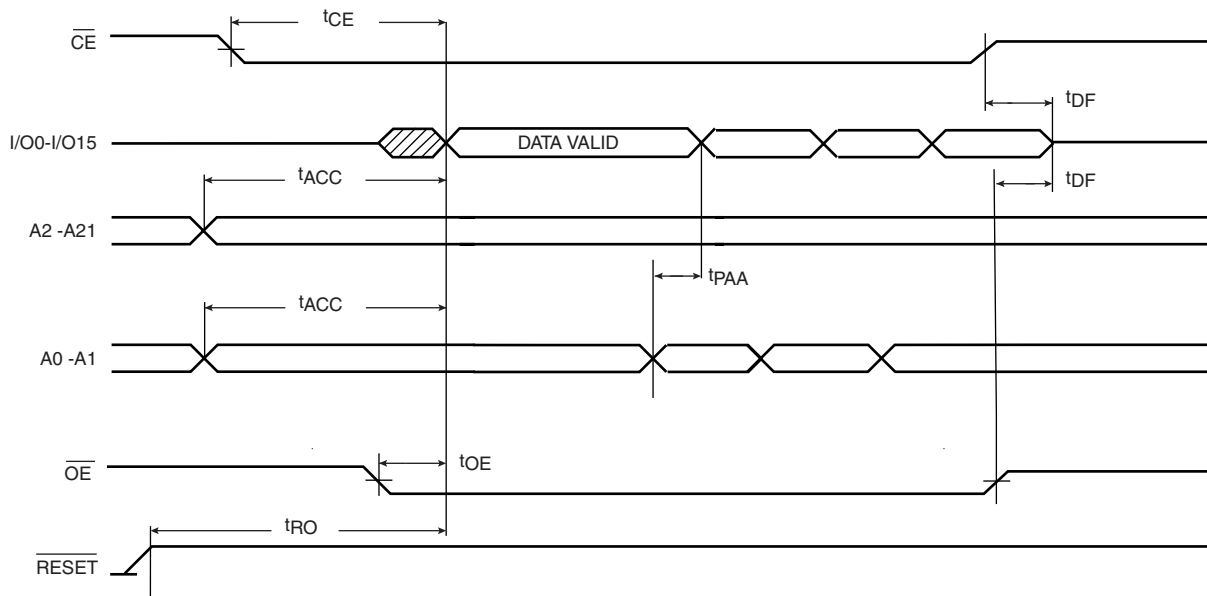 tCE
CE
tDF
I/O0-I/O15
DATA VALID
tACC
tDF
A2 -A21
tPAA
tACC
A0 -A1
tOE
OE
tRO
RESET